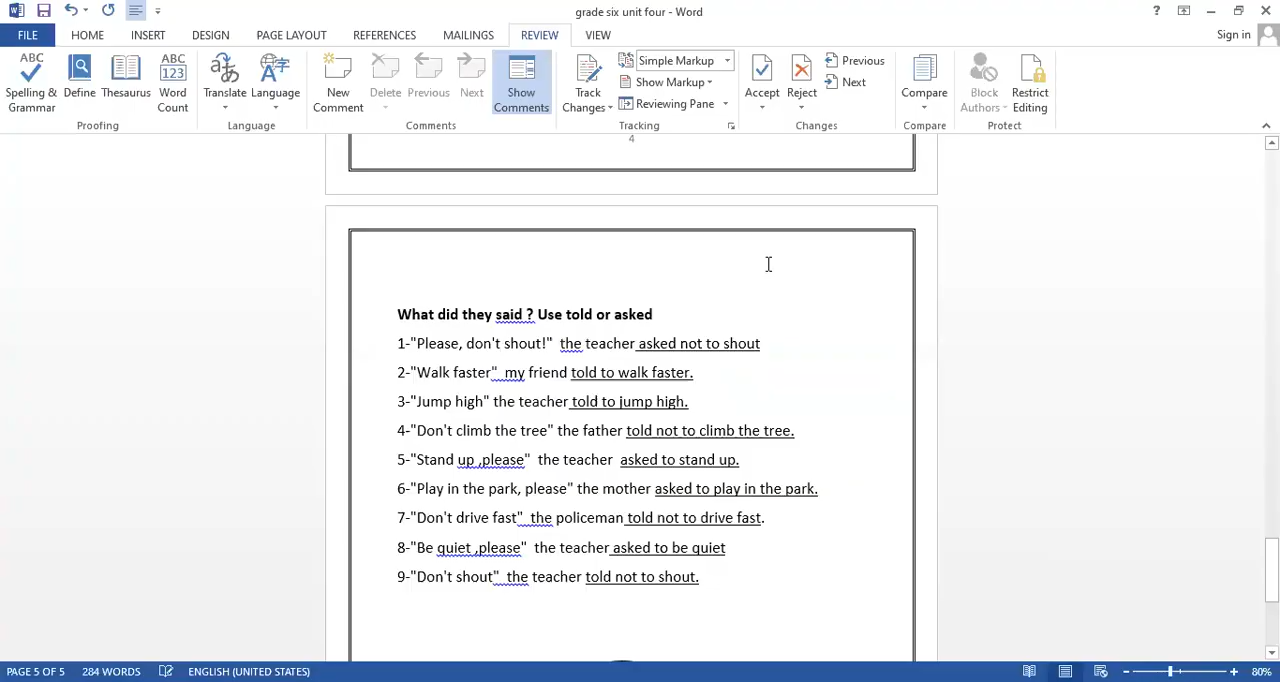 grade six unit four - Word
?
FILE HOME INSERT DESIGN PAGE LAYOUT REFERENCES MAILINGS REVIEW VIEW Sign in
ABC Spelling & Grammar
Define
Thesaurus
ABC 123 Word Count
Translate
Language
New Comment
Delete
Previous
Next
Show Comments
Track Changes
Simple Markup
Show Markup
Reviewing Pane
Accept
Reject
Previous
Next
Compare
Block Authors
Restrict Editing
Proofing Language Comments Tracking Changes Compare Protect
4
What did they said ? Use told or asked
1-"Please, don't shout!"  the teacher asked not to shout
2-"Walk faster"  my friend told to walk faster.
3-"Jump high" the teacher told to jump high.
4-"Don't climb the tree" the father told not to climb the tree.
5-"Stand up ,please"  the teacher  asked to stand up.
6-"Play in the park, please" the mother asked to play in the park.
7-"Don't drive fast"  the policeman told not to drive fast.
8-"Be quiet ,please"  the teacher asked to be quiet
9-"Don't shout"  the teacher told not to shout.
PAGE 5 OF 5 284 WORDS ENGLISH (UNITED STATES) 80%